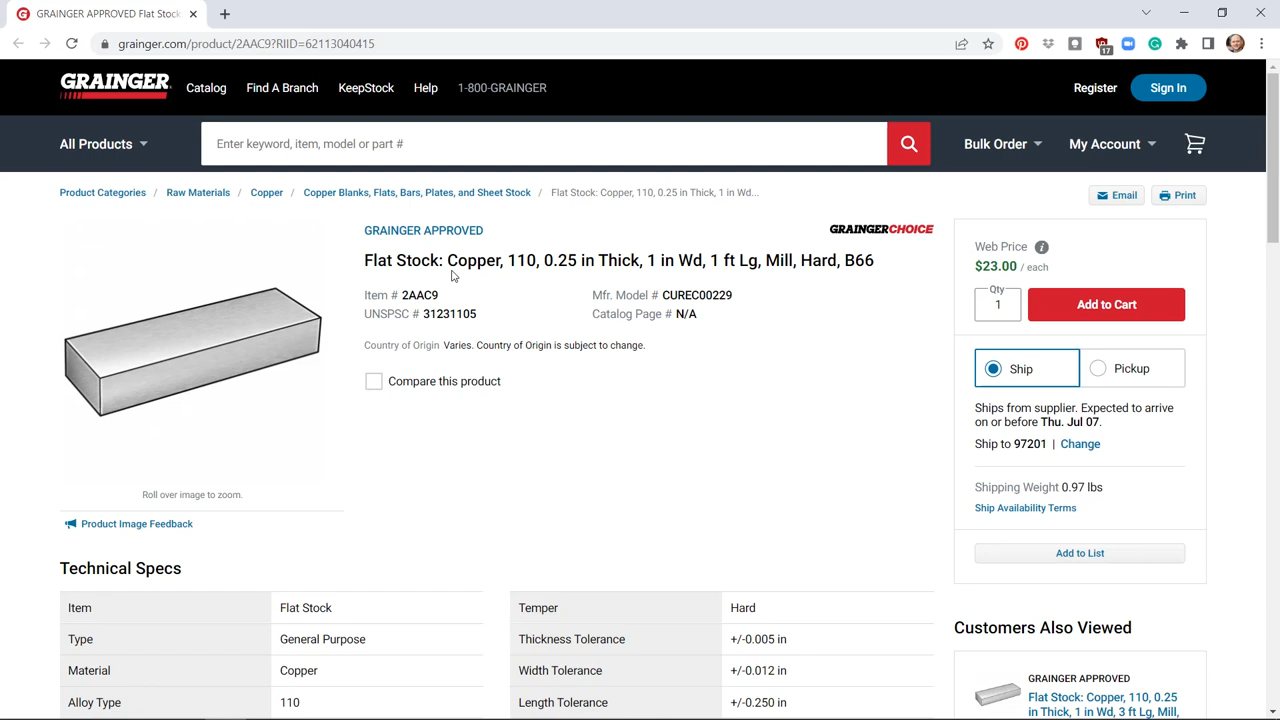 GRAINGER APPROVED Flat Stock
grainger.com/product/2AAC9?RIID=62113040415
17
GRAINGER
Catalog
Find A Branch
KeepStock
Help
1-800-GRAINGER
Register
Sign In
All Products
Enter keyword, item, model or part #
Bulk Order
My Account
Product Categories / Raw Materials / Copper / Copper Blanks, Flats, Bars, Plates, and Sheet Stock / Flat Stock: Copper, 110, 0.25 in Thick, 1 in Wd...
Email
Print
GRAINGER APPROVED
GRAINGERCHOICE
Flat Stock: Copper, 110, 0.25 in Thick, 1 in Wd, 1 ft Lg, Mill, Hard, B66
Item # 2AAC9
Mfr. Model # CUREC00229
UNSPSC # 31231105
Catalog Page # N/A
Country of Origin Varies. Country of Origin is subject to change.
Compare this product
Roll over image to zoom.
Product Image Feedback
Web Price
$23.00 / each
Qty
1
Add to Cart
Ship
Pickup
Ships from supplier. Expected to arrive
on or before Thu. Jul 07.
Ship to 97201 | Change
Shipping Weight 0.97 lbs
Ship Availability Terms
Add to List
Technical Specs
Item Flat Stock
Type General Purpose
Material Copper
Alloy Type 110
Temper Hard
Thickness Tolerance +/-0.005 in
Width Tolerance +/-0.012 in
Length Tolerance +/-0.250 in
Customers Also Viewed
GRAINGER APPROVED
Flat Stock: Copper, 110, 0.25
in Thick, 1 in Wd, 3 ft Lg, Mill,